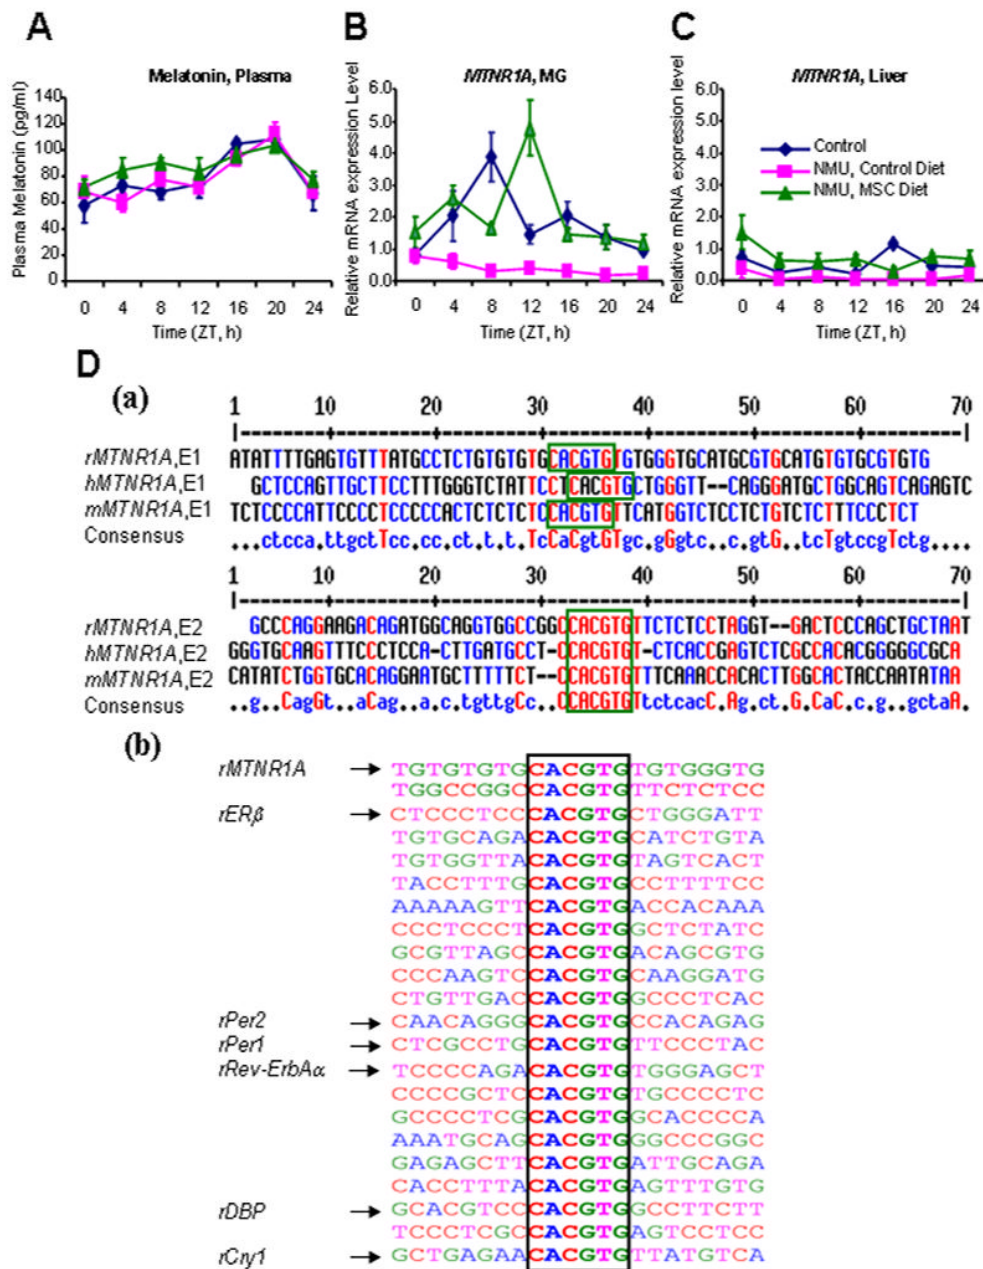 A
B
C
Melatonin, Plasma
MTNR1A, MG
MTNR1A, Liver
Plasma Melatonin (pg/ml)
140
120
100
80
60
40
20
0
0 4 8 12 16 20 24
Time (ZT, h)
Relative mRNA expression Level
6.0
5.0
4.0
3.0
2.0
1.0
0.0
0 4 8 12 16 20 24
Time (ZT, h)
Relative mRNA expression level
6.0
5.0
4.0
3.0
2.0
1.0
0.0
0 4 8 12 16 20 24
Time (ZT, h)
Control
NMU, Control Diet
NMU, MSC Diet
D
(a)
1 10 20 30 40 50 60 70
rMTNR1A,E1 ATATTTTGAGTGTTTATGCCTCTGTGTGTGCACGTGTGTGGGTGCATGCGTGCATGTGTGCGTGTG
hMTNR1A,E1 GCTCCAGTTGCTTCCTTTGGGTCTATTCCTCACGTGCTGGGTT--CAGGGATGCTGGCAGTCAGAGTC
mMTNR1A,E1 TCTCCCCATTCCCCTCCCCCACTCTCTCTCCACGTGTTCATGGTCTCCTCTGTCTCTTTCCCTCT
Consensus ...ctcca.ttgctTcc.cc.ct.t.t.TcCaCgtGTgc.gGgtc..c.gtG..tcTgtccgTctg....
1 10 20 30 40 50 60 70
rMTNR1A,E2 GCCCAGGAAGACAGATGGCAGGTGGCCGGCCACGTGTTCTCTCCTAGGT--GACTCCCAGCTGCTAAT
hMTNR1A,E2 GGGTGCAAGTTTCCCTCCA-CTTGATGCCT-CCACGTGT-CTCACCGAGTCTCGCCACACGGGGGCGCA
mMTNR1A,E2 CATATCTGGTGCACAGGAATGCTTTTTCT--CCACGTGTTTCAAACCACACTTGGCACTACCAATATAA
Consensus ..g..CagGt..aCag..a.c.tgttgCc..CCACGTGTtctcacC.Ag.ct.G.CaC.c.g..gctaA.
(b)
rMTNR1A TGTGTGTGCACGTGTGTGGGTG
TGGCCGGCCACGTGTTCTCTCC
rERβ CTCCCTCCCACGTGCTGGGATT
TGTGCAGACACGTGCATCTGTA
TGTGGTTACACGTGTAGTCACT
TACCTTTGCACGTGCCTTTTCC
AAAAAGTTCACGTGACCACAAA
CCCTCCCTCACGTGGCTCTATC
GCGTTAGCCACGTGACAGCGTG
CCCAAGTCCACGTGCAAGGATG
CTGTTGACCACGTGGCCCTCAC
rPer2 CAACAGGGCACGTGCCACAGAG
rPer1 CTCGCCTGCACGTGTTCCCTAC
rRev-ErbAα TCCCCAGACACGTGTGGGAGCT
CCCCGCTCCACGTGTGCCCCTC
GCCCCTCGCACGTGGCACCCCA
AAATGCAGCACGTGGGCCCGGC
GAGAGCTTCACGTGATTGCAGA
CACCTTTACACGTGAGTTTGTG
rDBP GCACGTCCCACGTGGCCTTCTT
TCCCTCGCCACGTGAGTCCTCC
rCry1 GCTGAGAACACGTGTTATGTCA